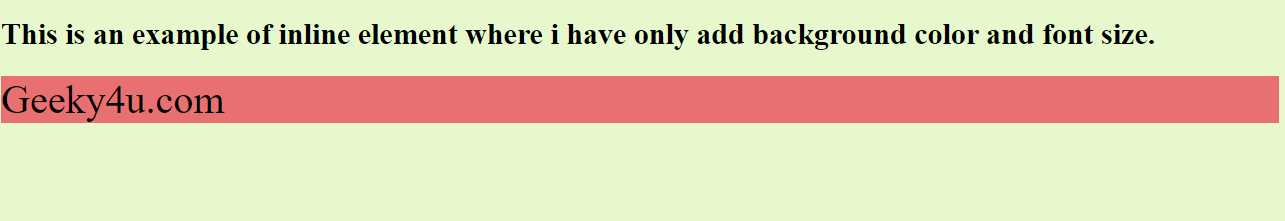 This is an example of inline element where i have only add background color and font size.
Geeky4u.com